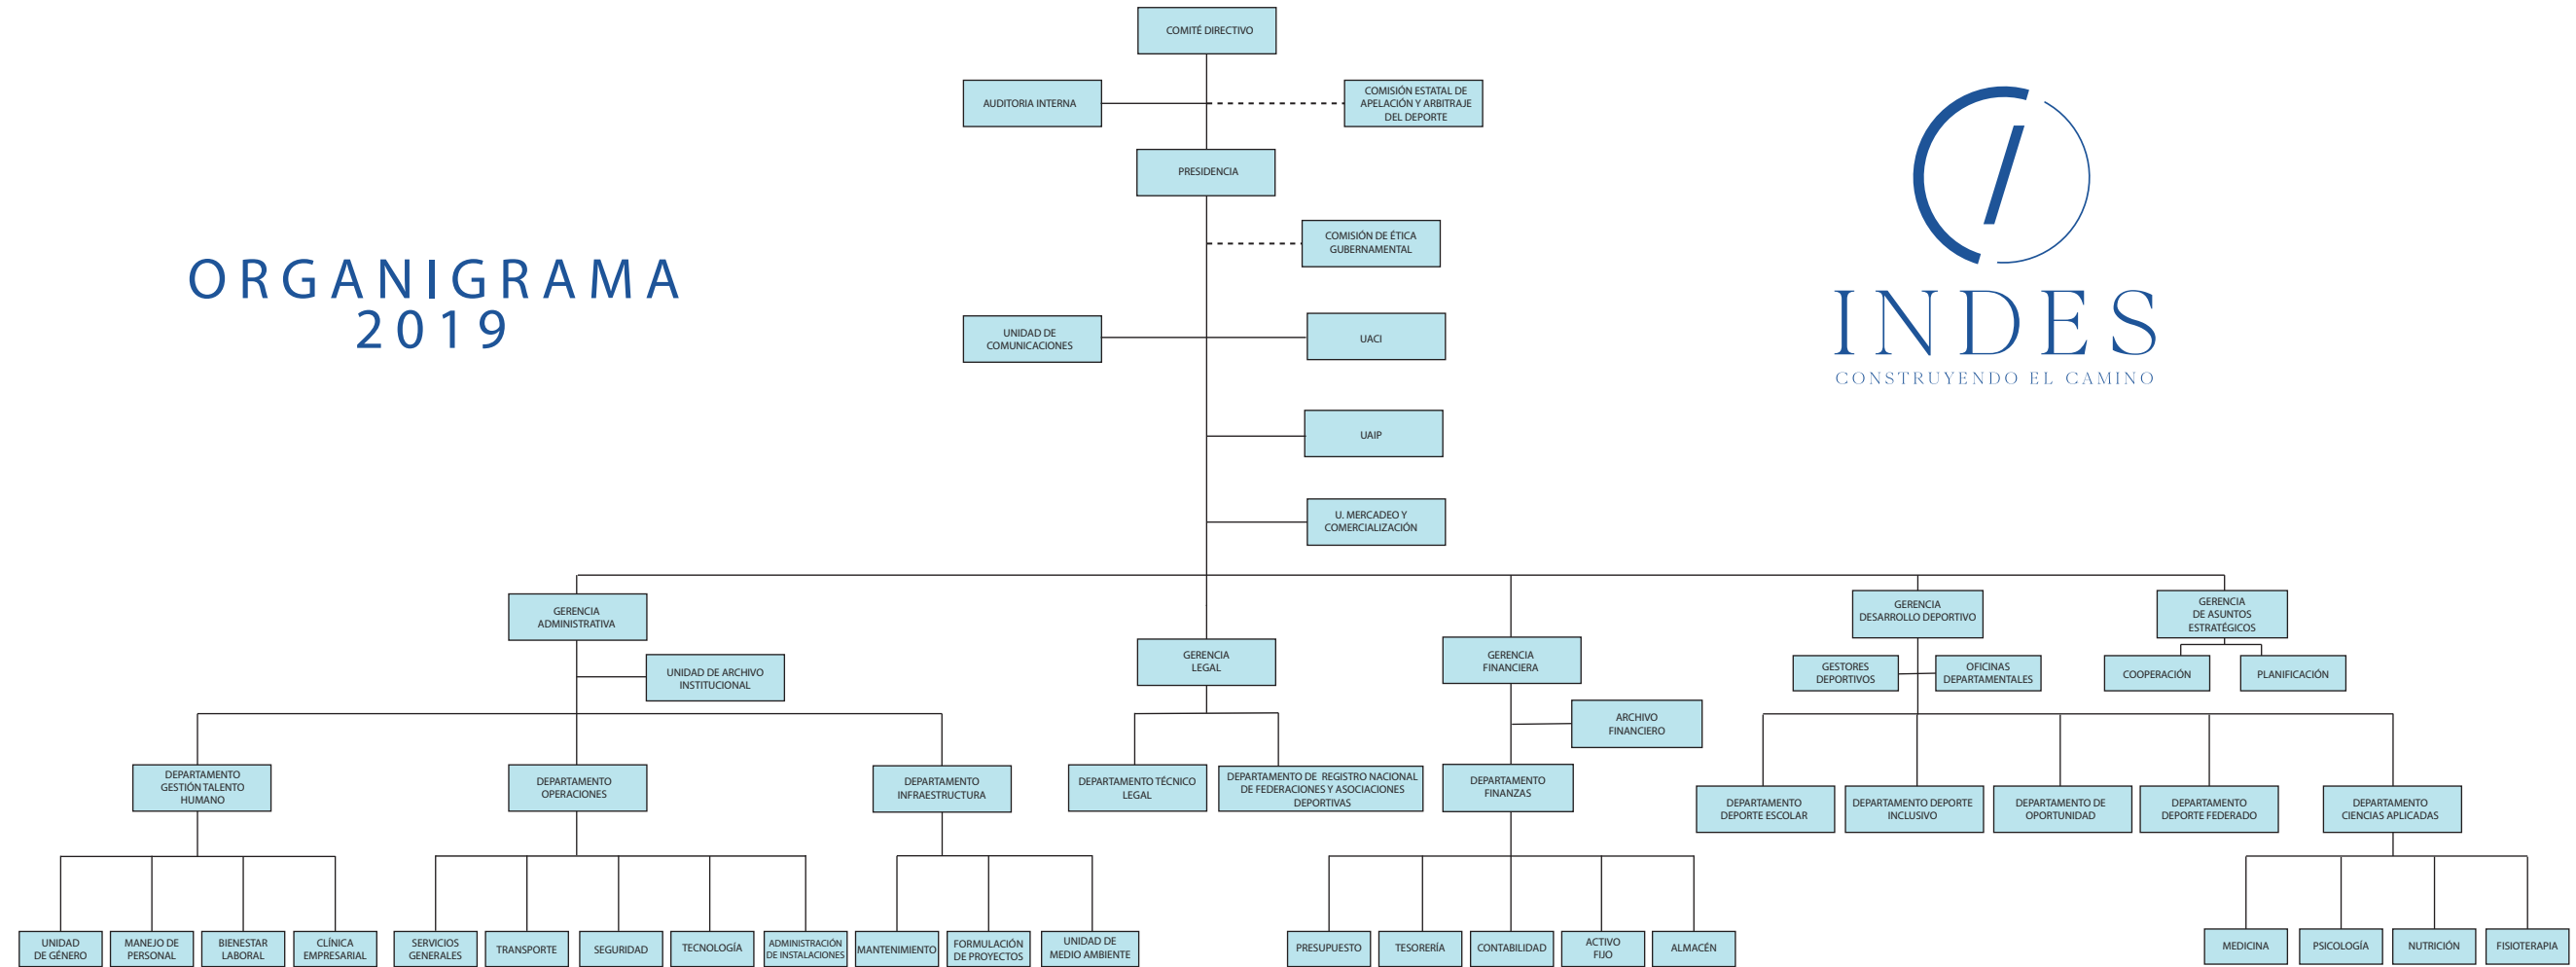 COMITÉ DIRECTIVO
AUDITORIA INTERNA
COMISIÓN ESTATAL DE
APELACIÓN Y ARBITRAJE
DEL DEPORTE
PRESIDENCIA
COMISIÓN DE ÉTICA
GUBERNAMENTAL
ORGANIGRAMA
2019
INDES
CONSTRUYENDO EL CAMINO
UNIDAD DE
COMUNICACIONES
UACI
UAIP
U. MERCADEO Y
COMERCIALIZACIÓN
GERENCIA
ADMINISTRATIVA
GERENCIA
LEGAL
GERENCIA
FINANCIERA
GERENCIA
DESARROLLO DEPORTIVO
GERENCIA
DE ASUNTOS
ESTRATÉGICOS
UNIDAD DE ARCHIVO
INSTITUCIONAL
GESTORES
DEPORTIVOS
OFICINAS
DEPARTAMENTALES
COOPERACIÓN
PLANIFICACIÓN
ARCHIVO
FINANCIERO
DEPARTAMENTO
GESTIÓN TALENTO
HUMANO
DEPARTAMENTO
OPERACIONES
DEPARTAMENTO
INFRAESTRUCTURA
DEPARTAMENTO TÉCNICO
LEGAL
DEPARTAMENTO DE REGISTRO NACIONAL
DE FEDERACIONES Y ASOCIACIONES
DEPORTIVAS
DEPARTAMENTO
FINANZAS
DEPARTAMENTO
DEPORTE ESCOLAR
DEPARTAMENTO DEPORTE
INCLUSIVO
DEPARTAMENTO DE
OPORTUNIDAD
DEPARTAMENTO
DEPORTE FEDERADO
DEPARTAMENTO
CIENCIAS APLICADAS
UNIDAD
DE GÉNERO
MANEJO DE
PERSONAL
BIENESTAR
LABORAL
CLÍNICA
EMPRESARIAL
SERVICIOS
GENERALES
TRANSPORTE
SEGURIDAD
TECNOLOGÍA
ADMINISTRACIÓN
DE INSTALACIONES
MANTENIMIENTO
FORMULACIÓN
DE PROYECTOS
UNIDAD DE
MEDIO AMBIENTE
PRESUPUESTO
TESORERÍA
CONTABILIDAD
ACTIVO
FIJO
ALMACÉN
MEDICINA
PSICOLOGÍA
NUTRICIÓN
FISIOTERAPIA